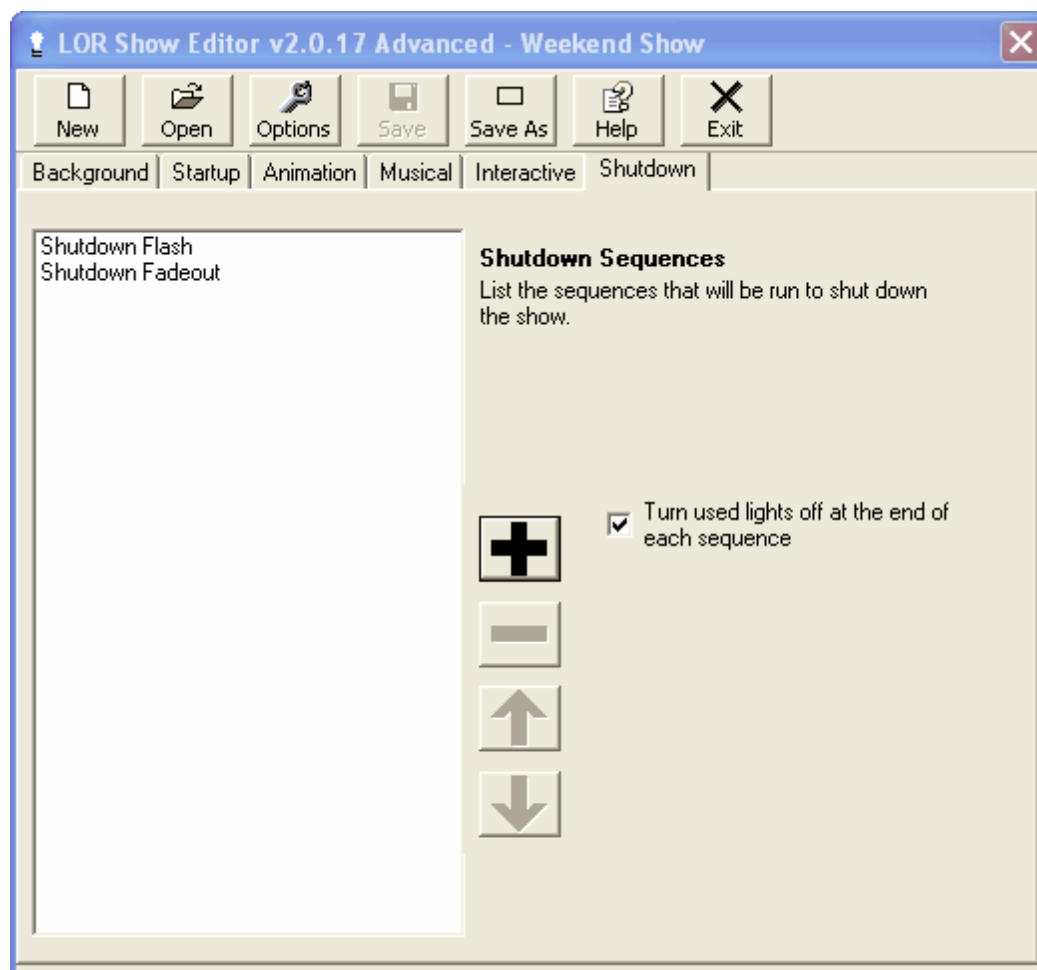 LOR Show Editor v2.0.17 Advanced - Weekend Show
New Open Options Save Save As Help Exit
Background Startup Animation Musical Interactive Shutdown
Shutdown Flash
Shutdown Fadeout
Shutdown Sequences
List the sequences that will be run to shut down
the show.
Turn used lights off at the end of
each sequence